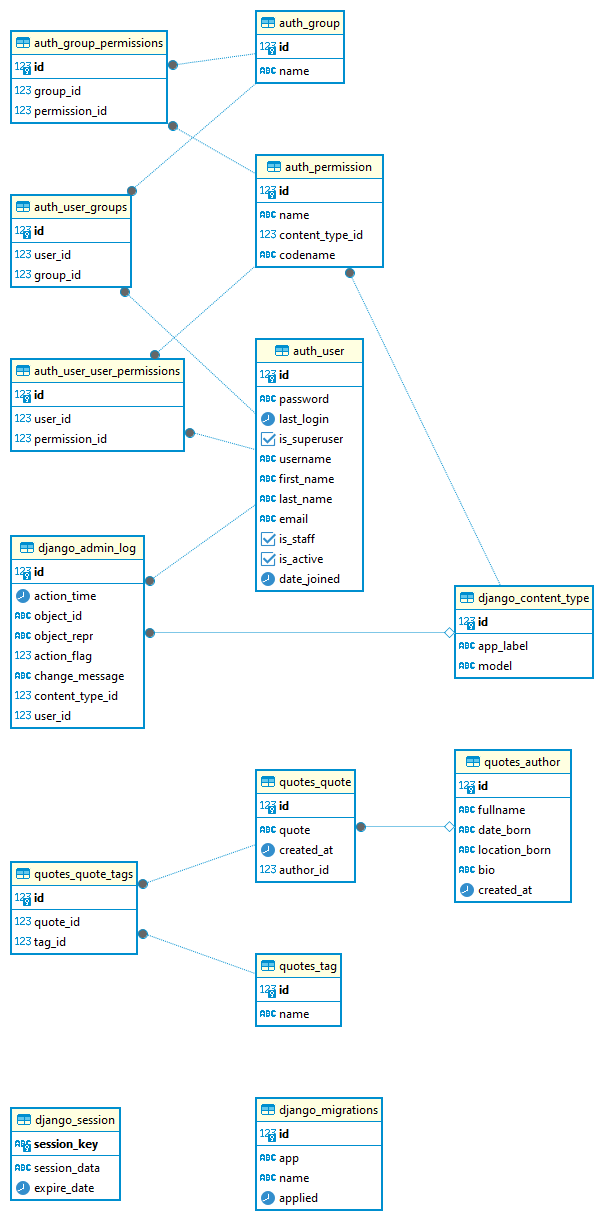 auth_group
123 id
ABC name
auth_group_permissions
123 id
123 group_id
123 permission_id
auth_permission
123 id
ABC name
123 content_type_id
ABC codename
auth_user_groups
123 id
123 user_id
123 group_id
auth_user
123 id
ABC password
last_login
is_superuser
ABC username
ABC first_name
ABC last_name
ABC email
is_staff
is_active
date_joined
auth_user_user_permissions
123 id
123 user_id
123 permission_id
django_admin_log
123 id
action_time
ABC object_id
ABC object_repr
123 action_flag
ABC change_message
123 content_type_id
123 user_id
django_content_type
123 id
ABC app_label
ABC model
quotes_quote
123 id
ABC quote
created_at
123 author_id
quotes_author
123 id
ABC fullname
ABC date_born
ABC location_born
ABC bio
created_at
quotes_quote_tags
123 id
123 quote_id
123 tag_id
quotes_tag
123 id
ABC name
django_session
ABC session_key
ABC session_data
expire_date
django_migrations
123 id
ABC app
ABC name
applied